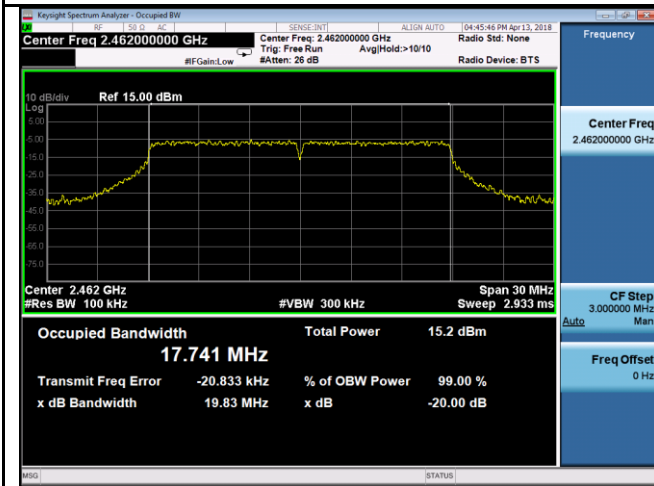 Keysight Spectrum Analyzer - Occupied BW
RF 50 Ω AC SENSE:INT ALIGN AUTO 04:45:46 PM Apr 13, 2018
Center Freq 2.462000000 GHz Center Freq: 2.462000000 GHz Radio Std: None
Trig: Free Run Avg|Hold:>10/10
#IFGain:Low #Atten: 26 dB Radio Device: BTS
10 dB/div Ref 15.00 dBm
Log
5.00
-5.00
-15.0
-25.0
-35.0
-45.0
-55.0
-65.0
-75.0
Center 2.462 GHz Span 30 MHz
#Res BW 100 kHz #VBW 300 kHz Sweep 2.933 ms
Occupied Bandwidth Total Power 15.2 dBm
17.741 MHz
Transmit Freq Error -20.833 kHz % of OBW Power 99.00 %
x dB Bandwidth 19.83 MHz x dB -20.00 dB
MSG STATUS
Frequency
Center Freq
2.462000000 GHz
CF Step
3.000000 MHz
Auto Man
Freq Offset
0 Hz